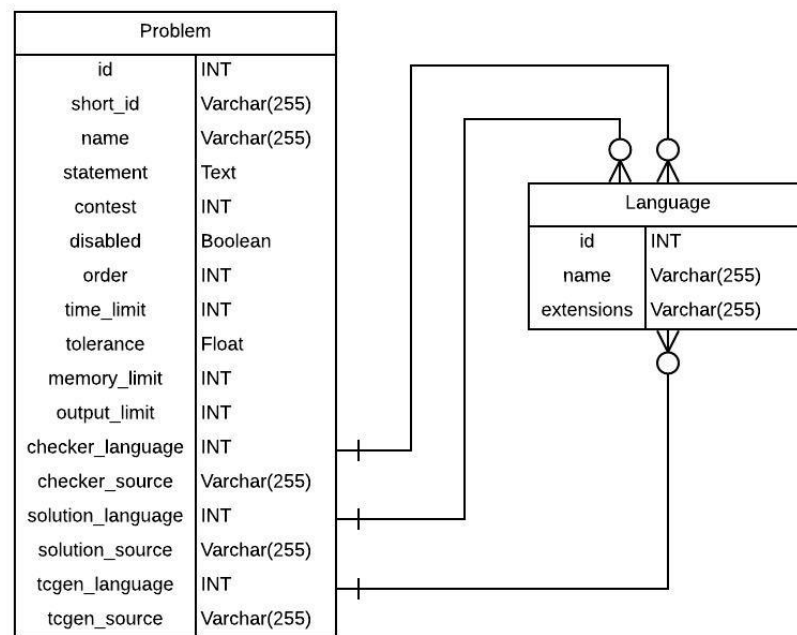 Problem
id INT
short_id Varchar(255)
name Varchar(255)
statement Text
contest INT
disabled Boolean
order INT
time_limit INT
tolerance Float
memory_limit INT
output_limit INT
checker_language INT
checker_source Varchar(255)
solution_language INT
solution_source Varchar(255)
tcgen_language INT
tcgen_source Varchar(255)
Language
id INT
name Varchar(255)
extensions Varchar(255)